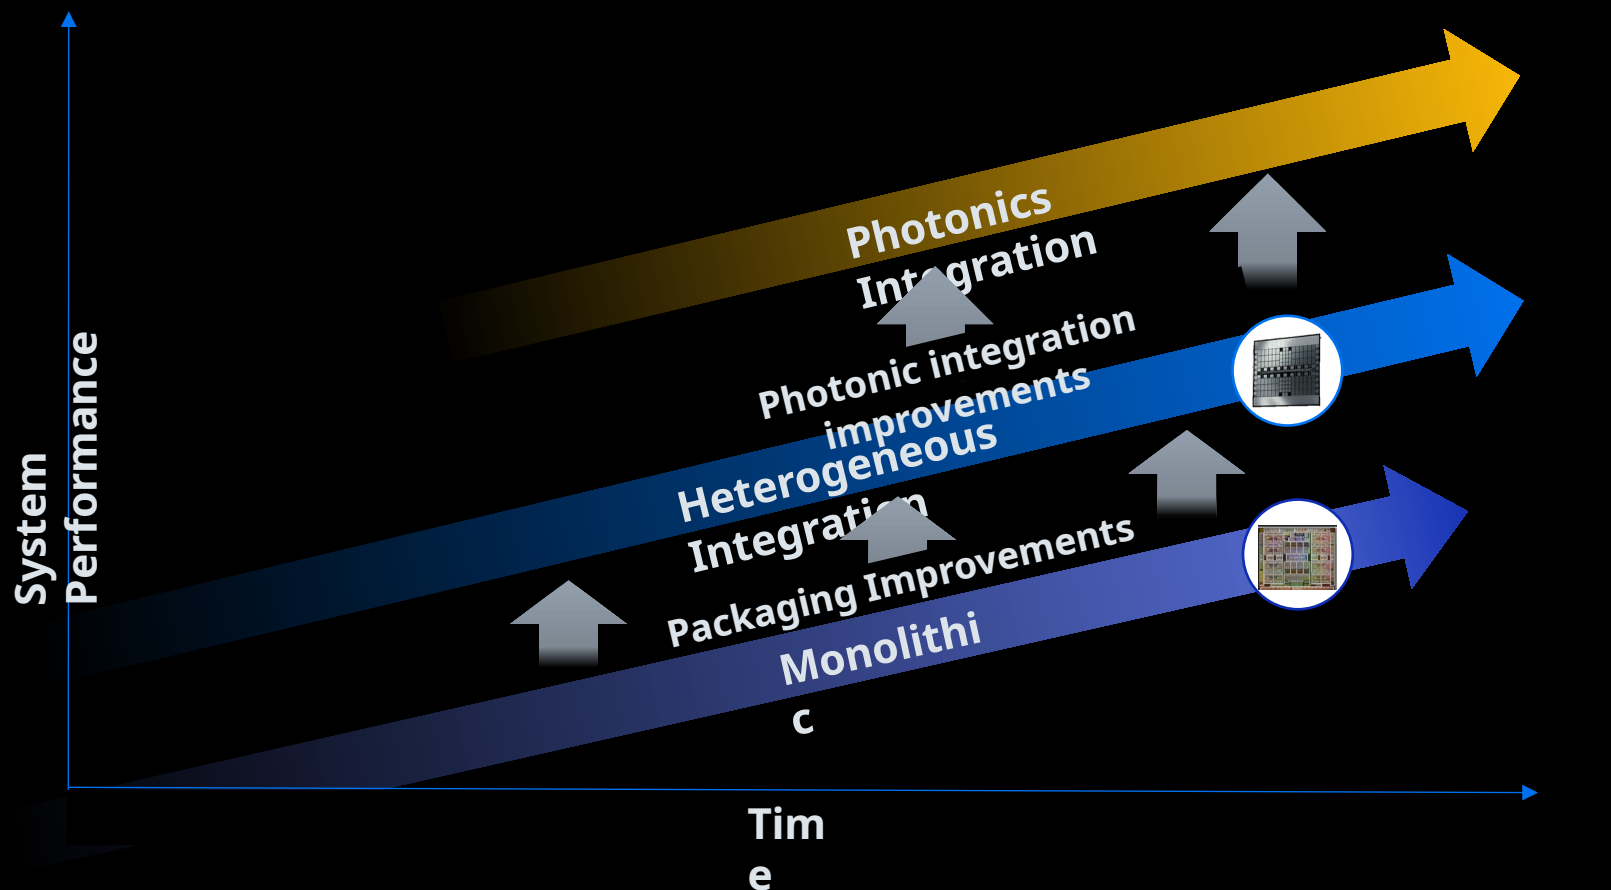 System
Performance
Photonics
Integration
Photonic integration
improvements
Heterogeneous
Integration
Packaging Improvements
Monolithi
c
Tim
e